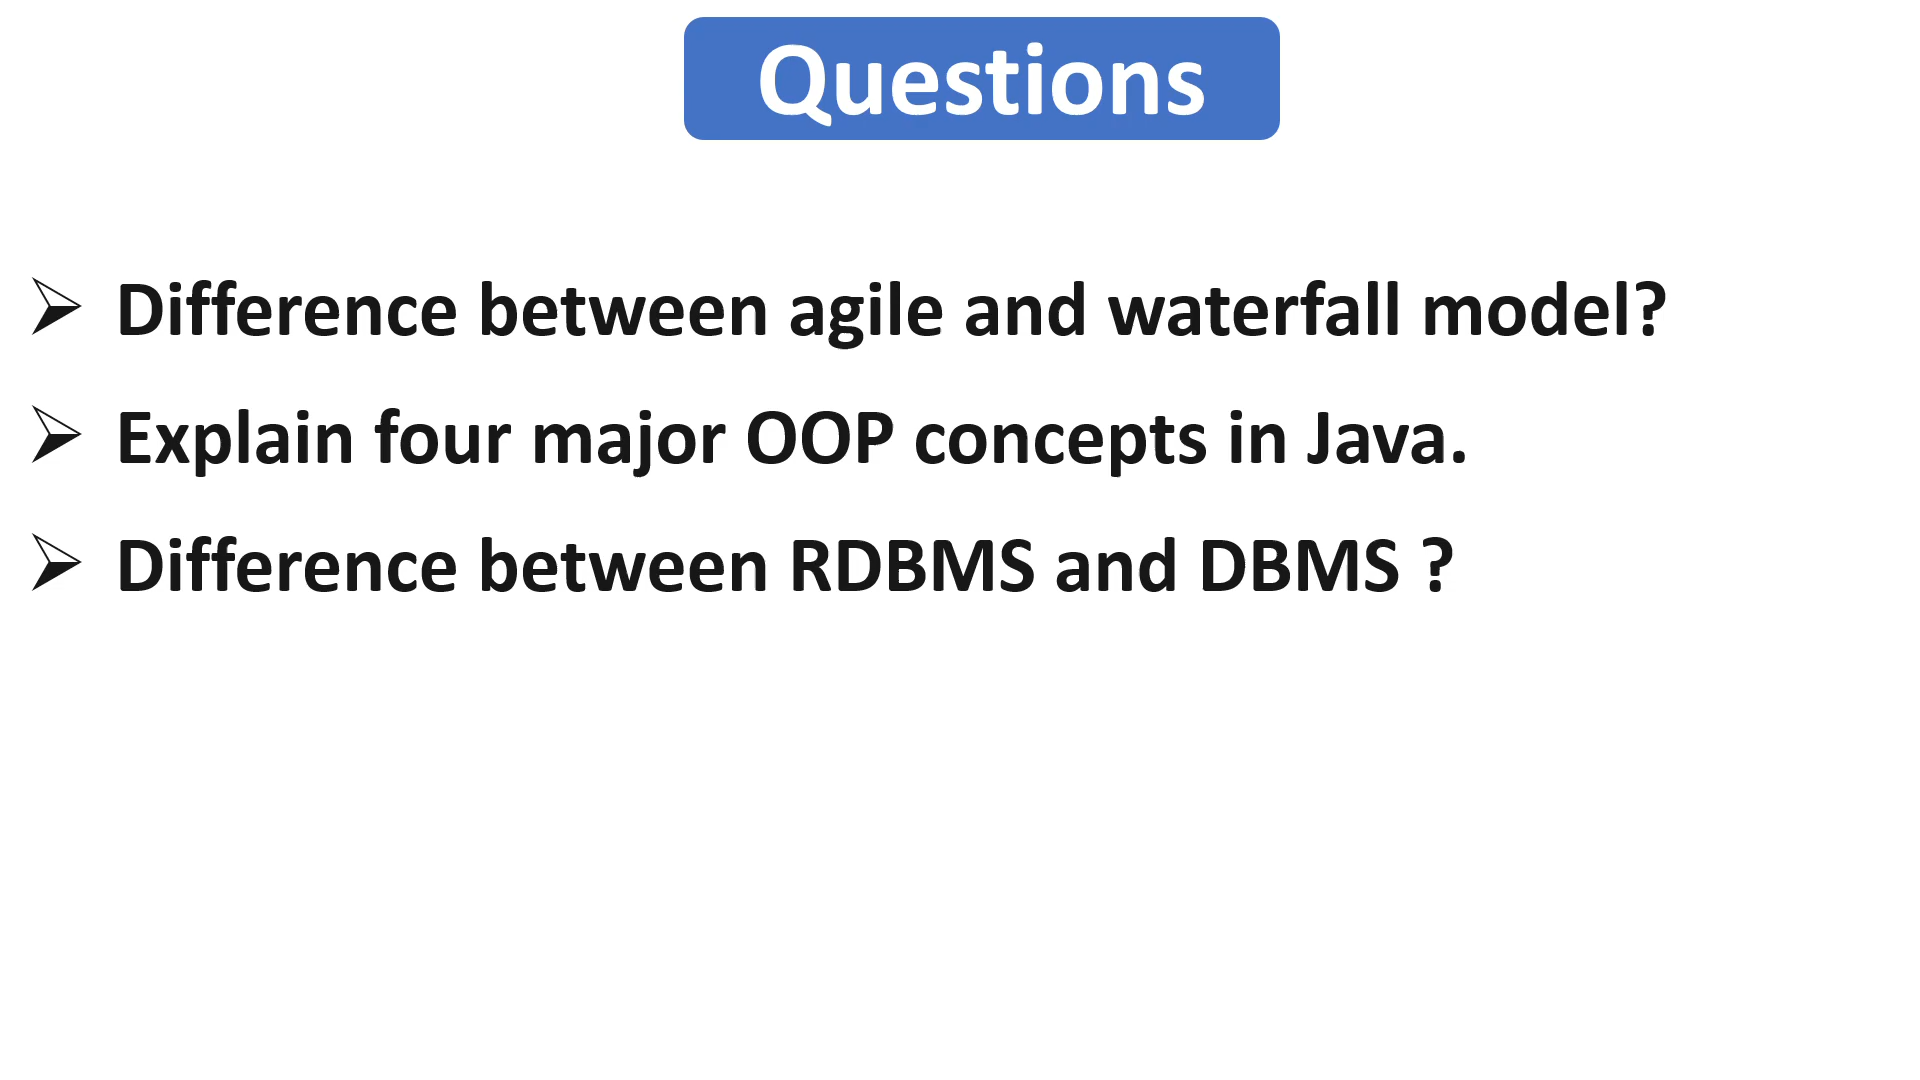 Questions
Difference between agile and waterfall model?
Explain four major OOP concepts in Java.
Difference between RDBMS and DBMS ?